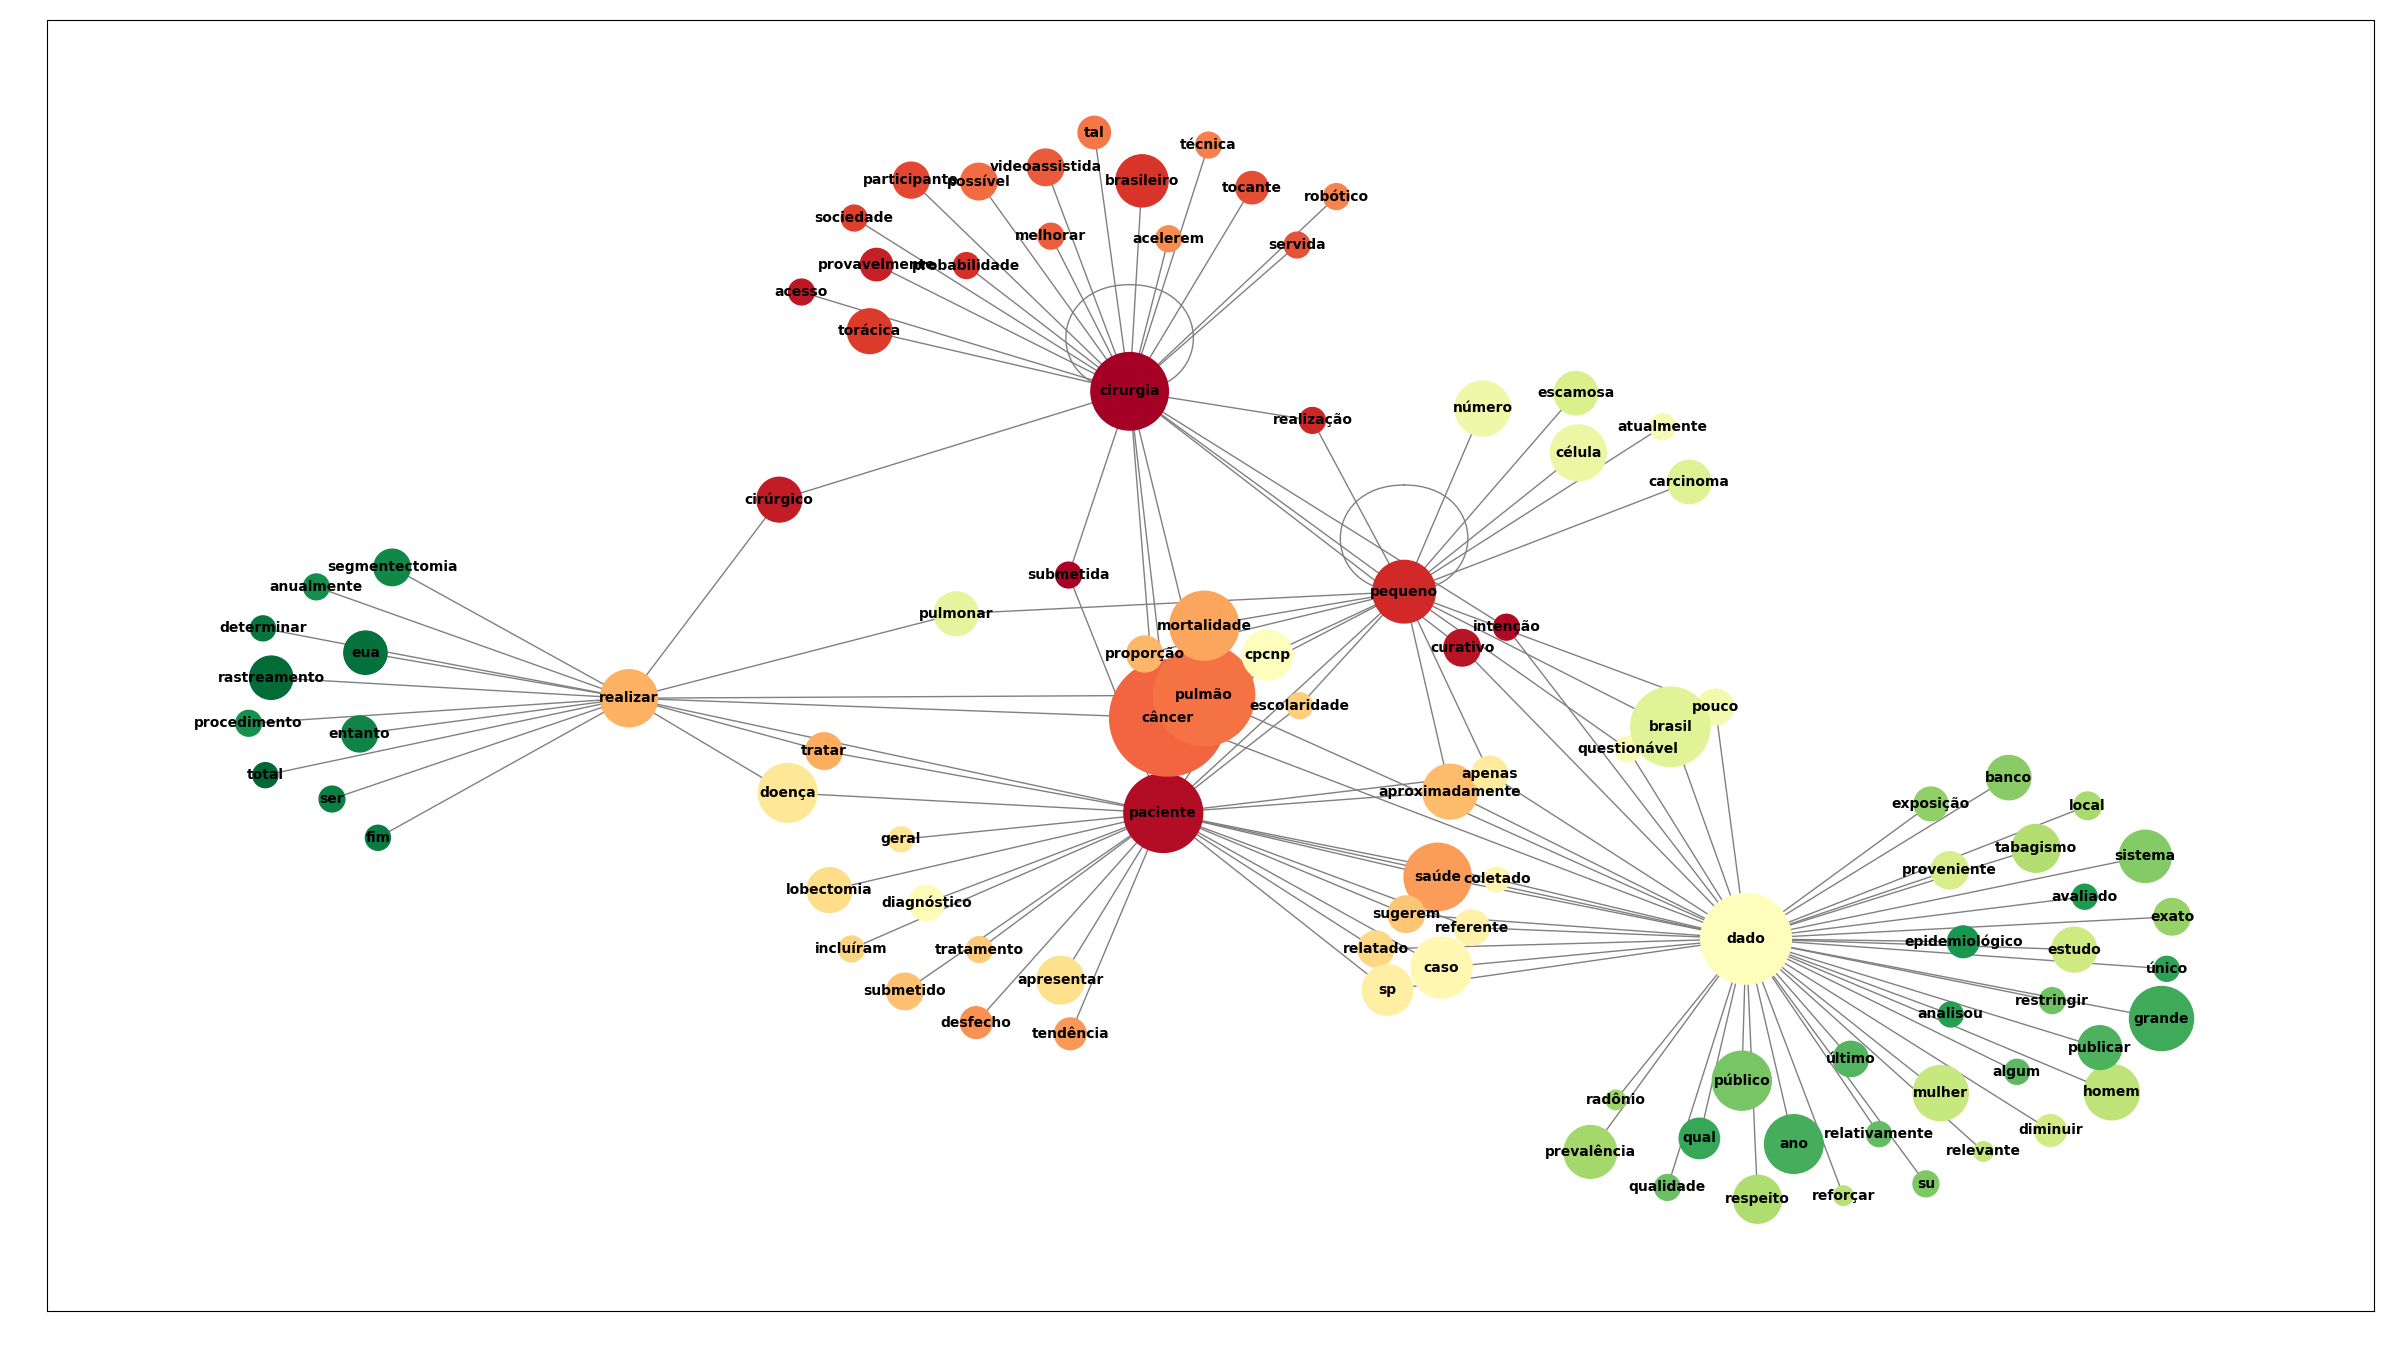 tal
técnica
videoassistida
participante
possível
brasileiro
tocante
robótico
sociedade
melhorar
acelerem
servida
provavelmente
probabilidade
acesso
torácica
cirurgia
realização
número
escamosa
atualmente
célula
carcinoma
cirúrgico
segmentectomia
anualmente
submetida
pequeno
pulmonar
determinar
mortalidade
intenção
eua
proporção
cpcnp
curativo
rastreamento
realizar
pulmão
escolaridade
pouco
câncer
brasil
procedimento
entanto
tratar
questionável
total
apenas
banco
doença
aproximadamente
ser
exposição
local
paciente
fim
geral
tabagismo
sistema
proveniente
lobectomia
saúde
coletado
avaliado
diagnóstico
sugerem
exato
referente
dado
epidemiológico
incluíram
tratamento
relatado
estudo
caso
único
apresentar
submetido
sp
restringir
analisou
grande
desfecho
tendência
publicar
último
algum
público
mulher
homem
radônio
diminuir
relativamente
qual
ano
prevalência
relevante
su
qualidade
respeito
reforçar